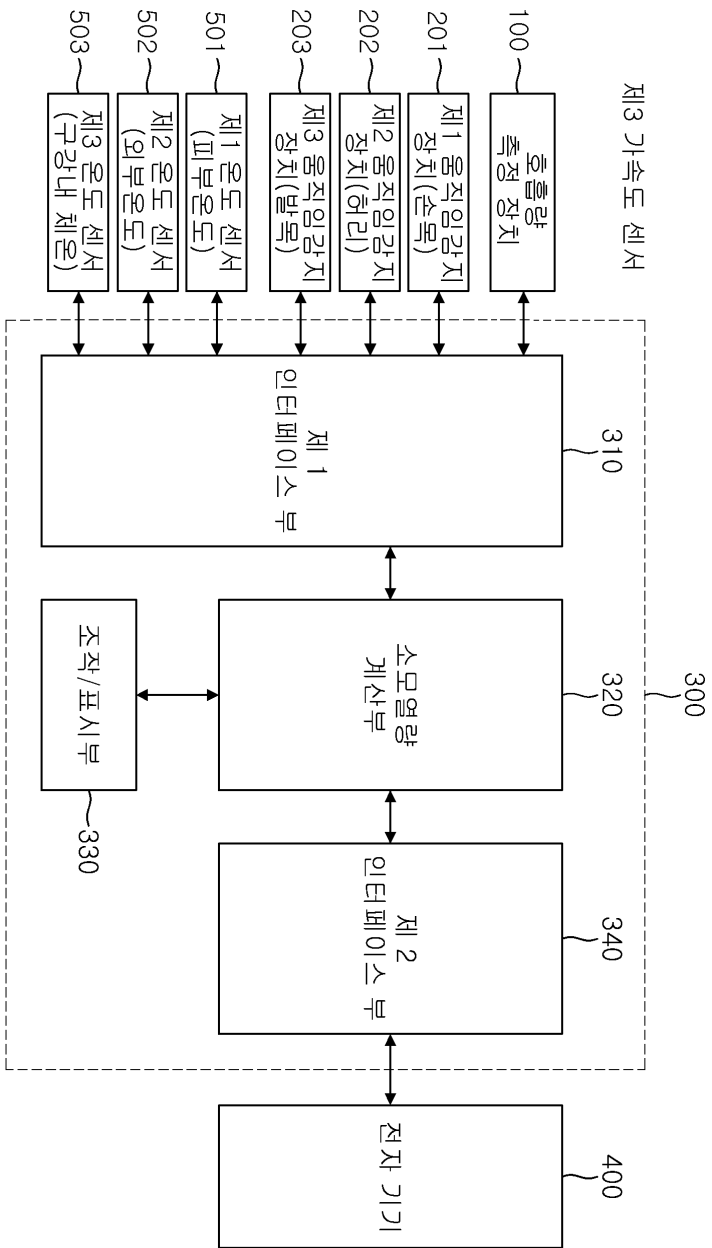 제3 가속도 센서
100
호흡량
측정 장치
201
제1 움직임감지
장치(손목)
202
제2 움직임감지
장치(허리)
203
제3 움직임감지
장치(발목)
501
제1 온도 센서
(피부온도)
502
제2 온도 센서
(외부온도)
503
제3 온도 센서
(구강내 체온)
310
제 1
인터페이스 부
300
320
소모열량
계산부
조작/표시부
330
340
제 2
인터페이스 부
400
전자 기기